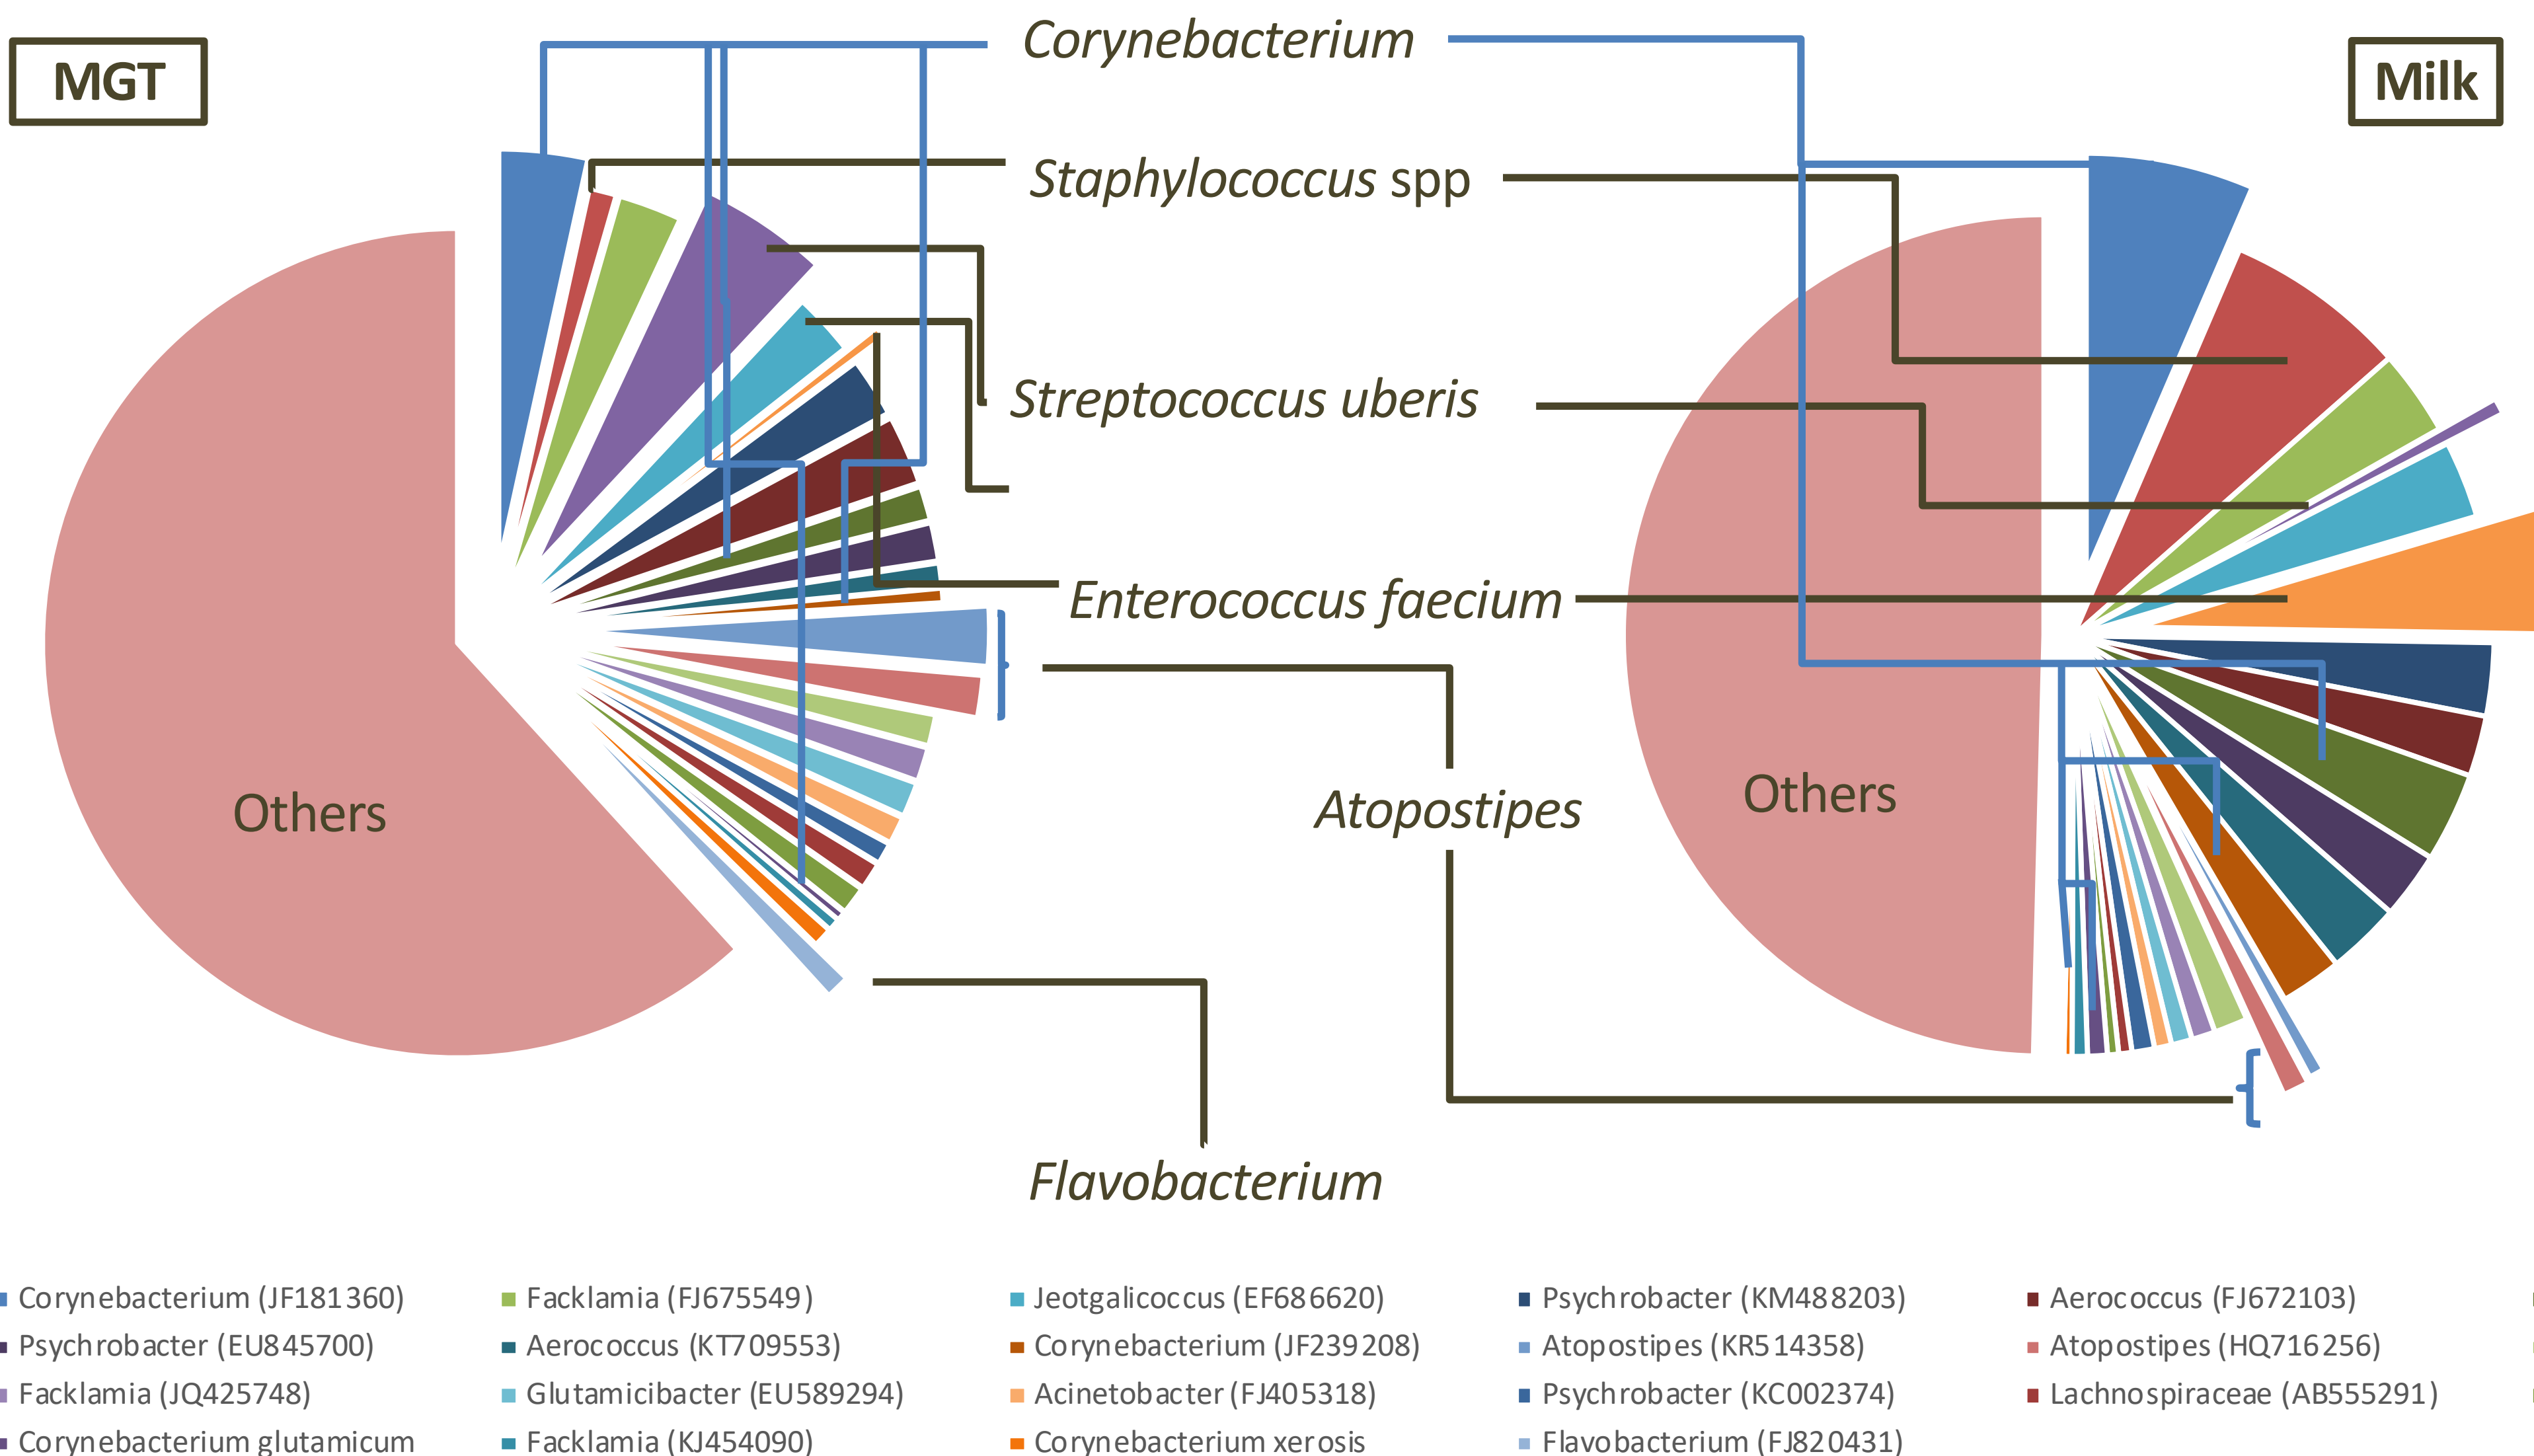 MGT
Corynebacterium
Milk
Staphylococcus spp
Streptococcus uberis
Enterococcus faecium
Others
Others
Atopostipes
Flavobacterium
Corynebacterium (JF181360)
Facklamia (FJ675549)
Jeotgalicoccus (EF686620)
Psychrobacter (KM488203)
Aerococcus (FJ672103)
Psychrobacter (EU845700)
Aerococcus (KT709553)
Corynebacterium (JF239208)
Atopostipes (KR514358)
Atopostipes (HQ716256)
Facklamia (JQ425748)
Glutamicibacter (EU589294)
Acinetobacter (FJ405318)
Psychrobacter (KC002374)
Lachnospiraceae (AB555291)
Corynebacterium glutamicum
Facklamia (KJ454090)
Corynebacterium xerosis
Flavobacterium (FJ820431)